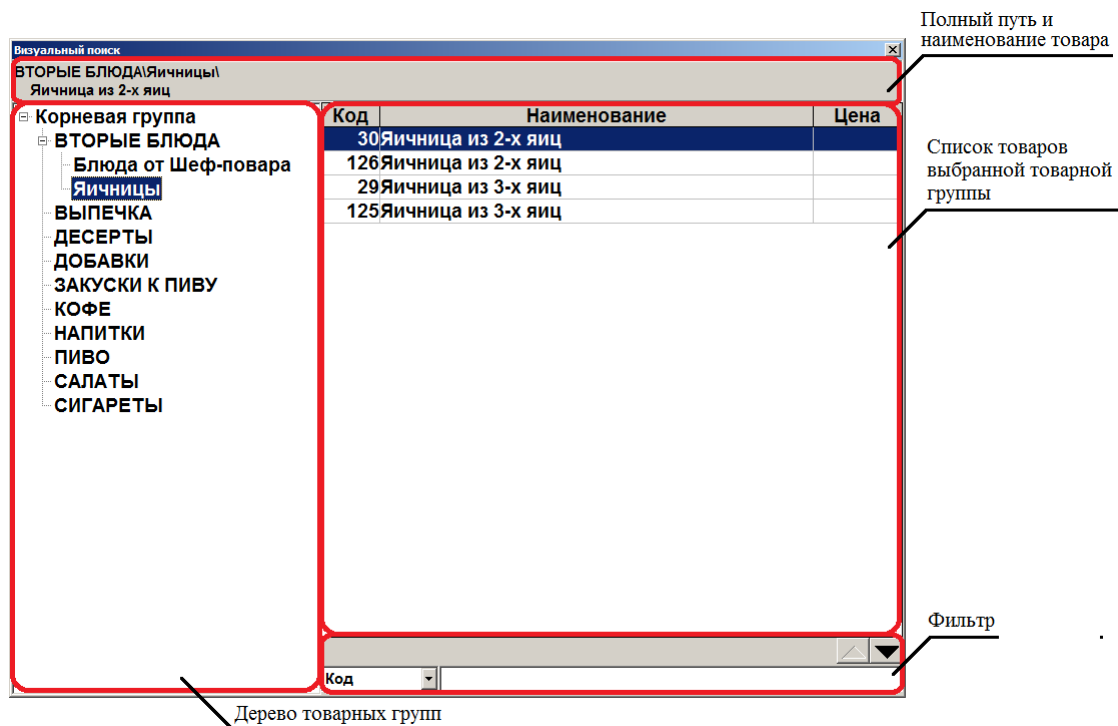 Полный путь и
наименование товара
Визуальный поиск
ВТОРЫЕ БЛЮДА\Яичницы\
Яичница из 2-х яиц
Корневая группа
ВТОРЫЕ БЛЮДА
Блюда от Шеф-повара
Яичницы
ВЫПЕЧКА
ДЕСЕРТЫ
ДОБАВКИ
ЗАКУСКИ К ПИВУ
КОФЕ
НАПИТКИ
ПИВО
САЛАТЫ
СИГАРЕТЫ
Код Наименование Цена
30 Яичница из 2-х яиц
126 Яичница из 2-х яиц
29 Яичница из 3-х яиц
125 Яичница из 3-х яиц
Список товаров
выбранной товарной
группы
Фильтр
Код
Дерево товарных групп